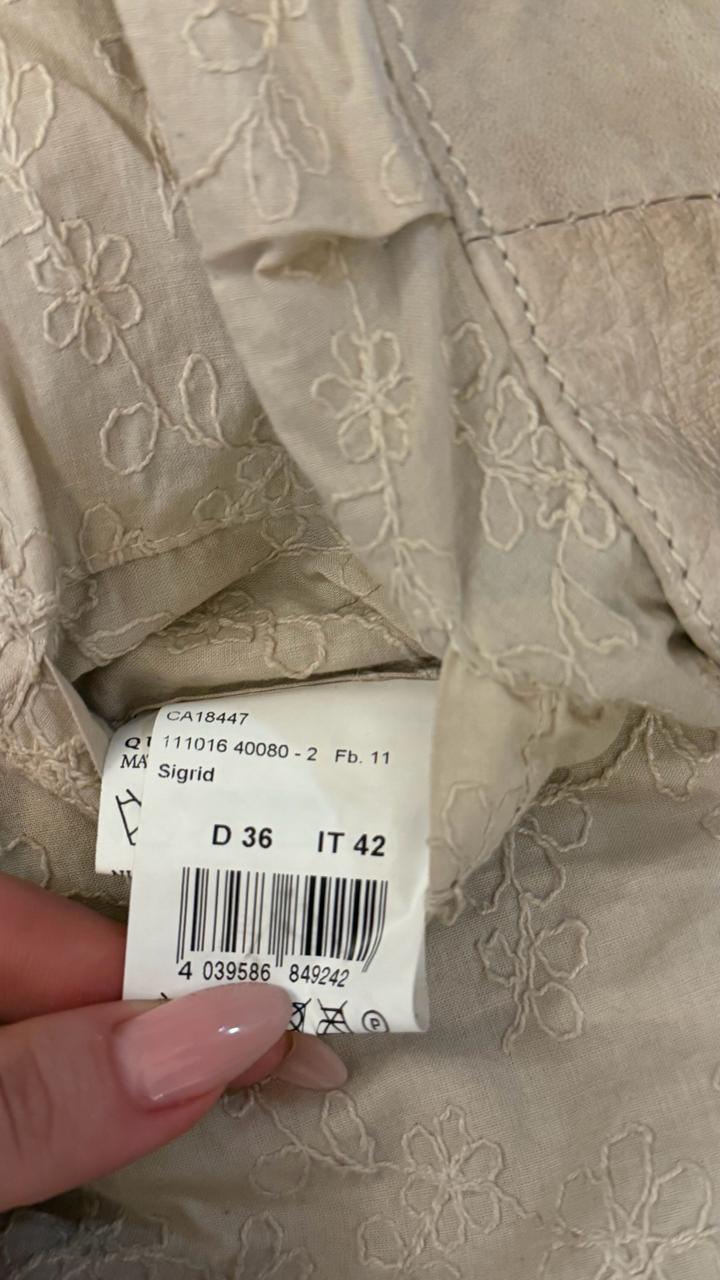 CA18447
111016 40080 - 2 Fb. 11
Sigrid
D 36 IT 42
4 039586 849242
P